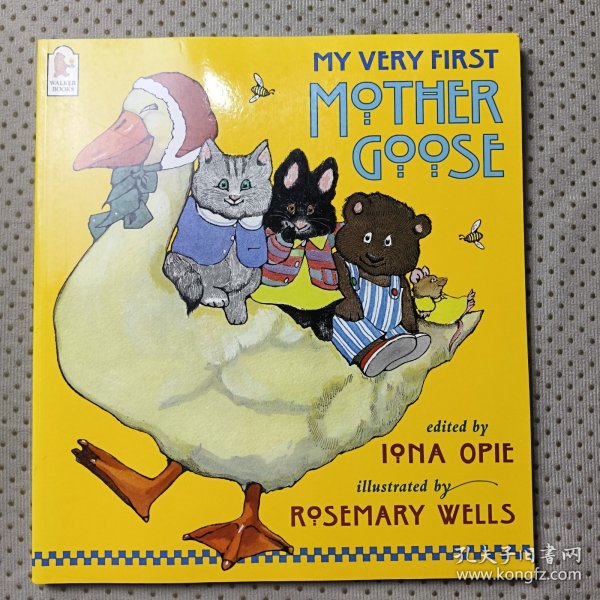 WALKER
BOOKS
MY VERY FIRST
MOTHER
GOOSE
edited by
IONA OPIE
illustrated by
ROSEMARY WELLS
孔夫子旧书网
www.kongfz.com